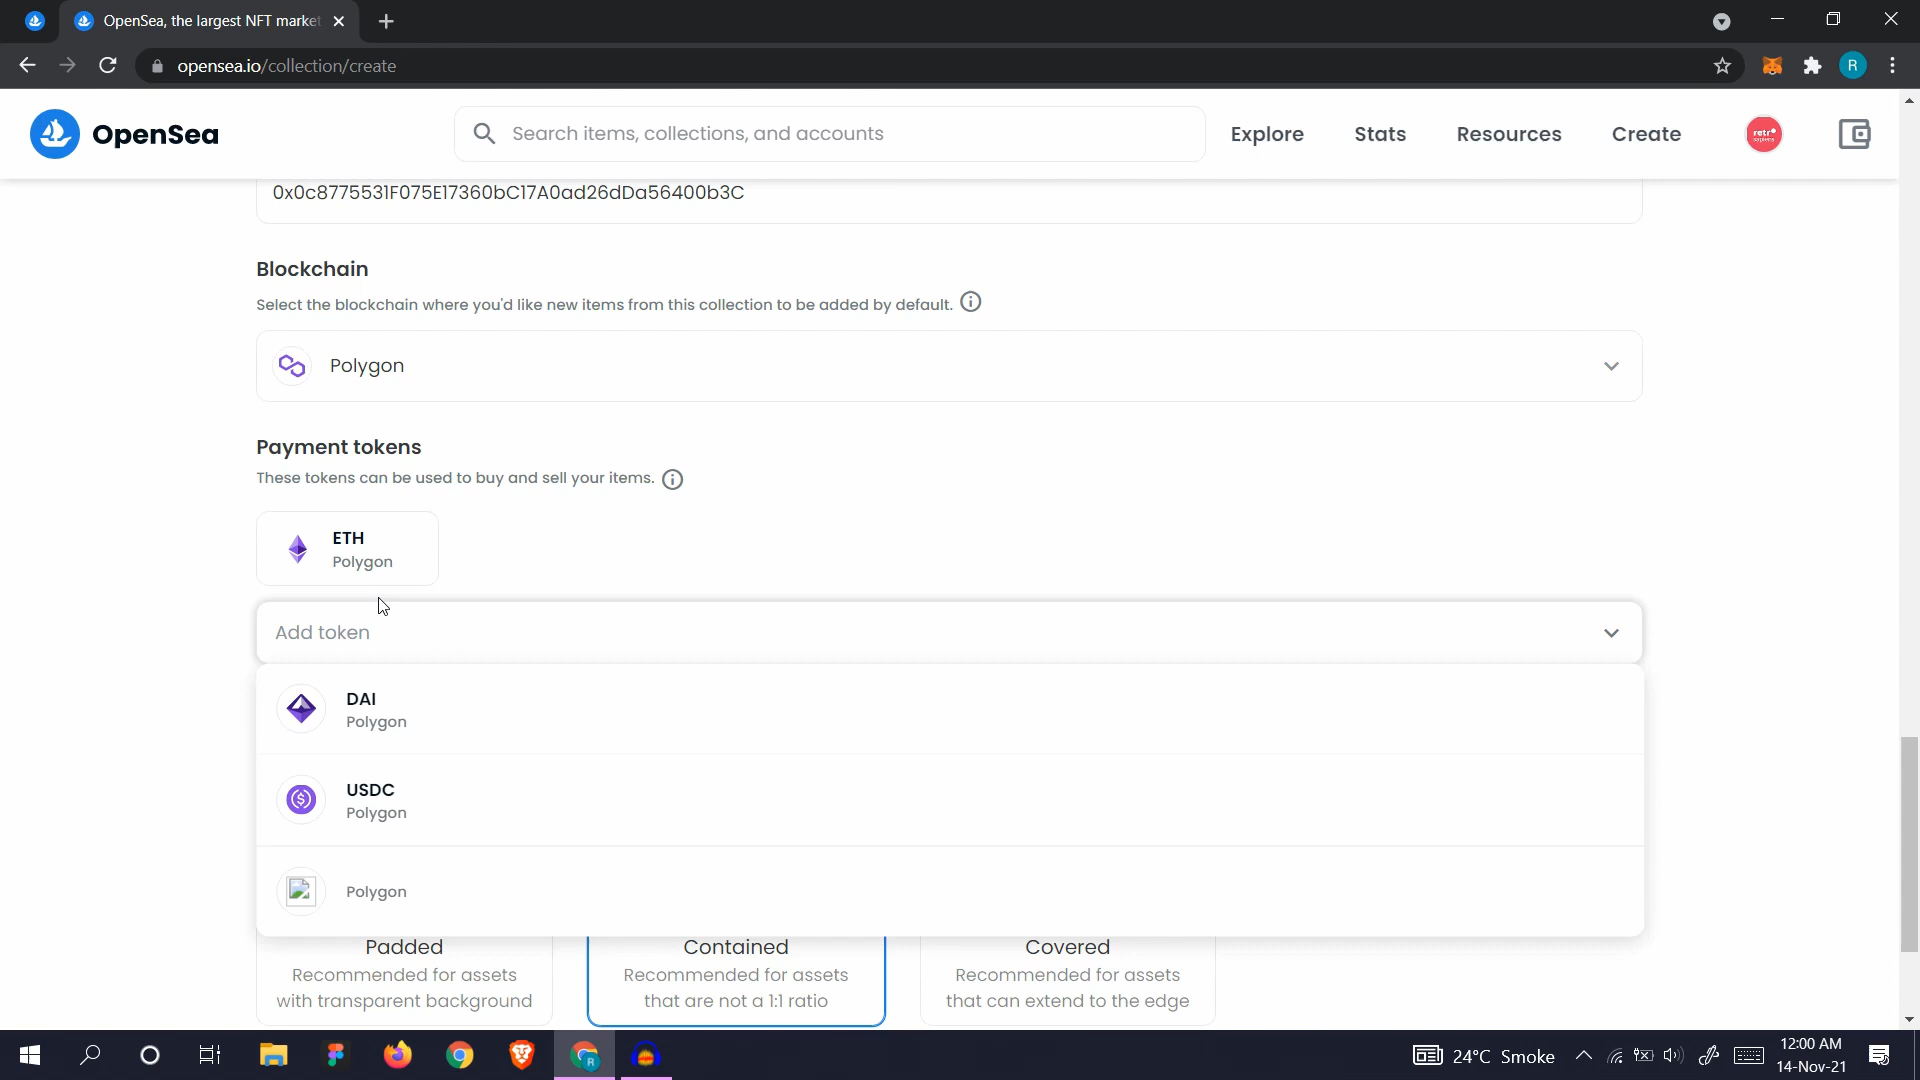 OpenSea, the largest NFT market
opensea.io/collection/create
R
OpenSea
Search items, collections, and accounts
Explore
Stats
Resources
Create
retr
sapiens
0x0c8775531F075E17360bC17A0ad26dDa56400b3C
Blockchain
Select the blockchain where you'd like new items from this collection to be added by default.
Polygon
Payment tokens
These tokens can be used to buy and sell your items.
ETH
Polygon
Add token
DAI
Polygon
USDC
Polygon
Polygon
Padded
Recommended for assets
with transparent background
Contained
Recommended for assets
that are not a 1:1 ratio
Covered
Recommended for assets
that can extend to the edge
R
24°C Smoke
12:00 AM
14-Nov-21